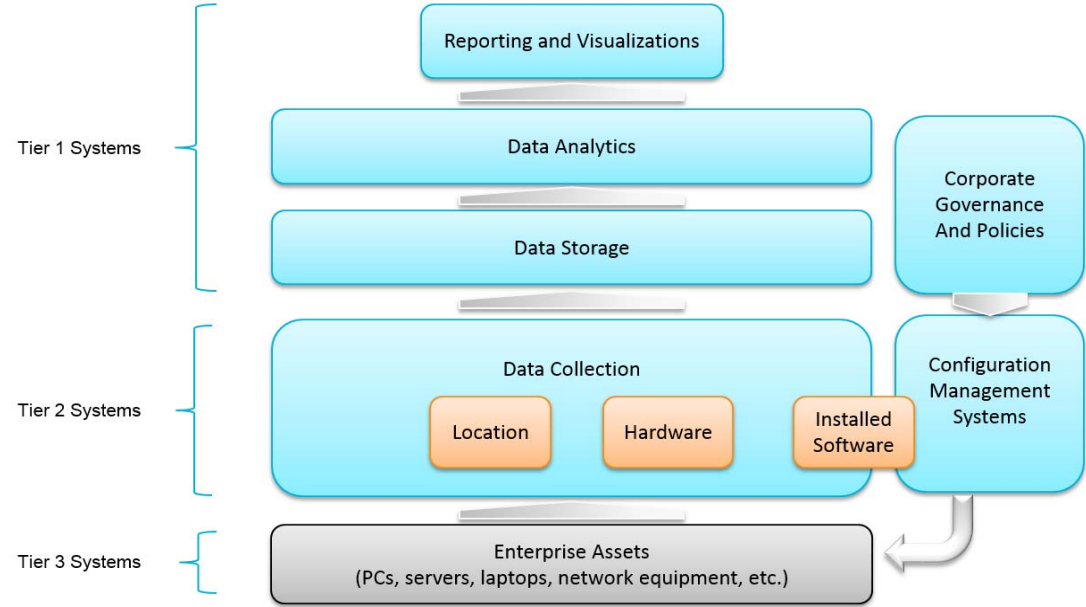 Reporting and Visualizations
Tier 1 Systems
Data Analytics
Corporate
Governance
And Policies
Data Storage
Tier 2 Systems
Data Collection
Location
Hardware
Installed
Software
Configuration
Management
Systems
Tier 3 Systems
Enterprise Assets
(PCs, servers, laptops, network equipment, etc.)